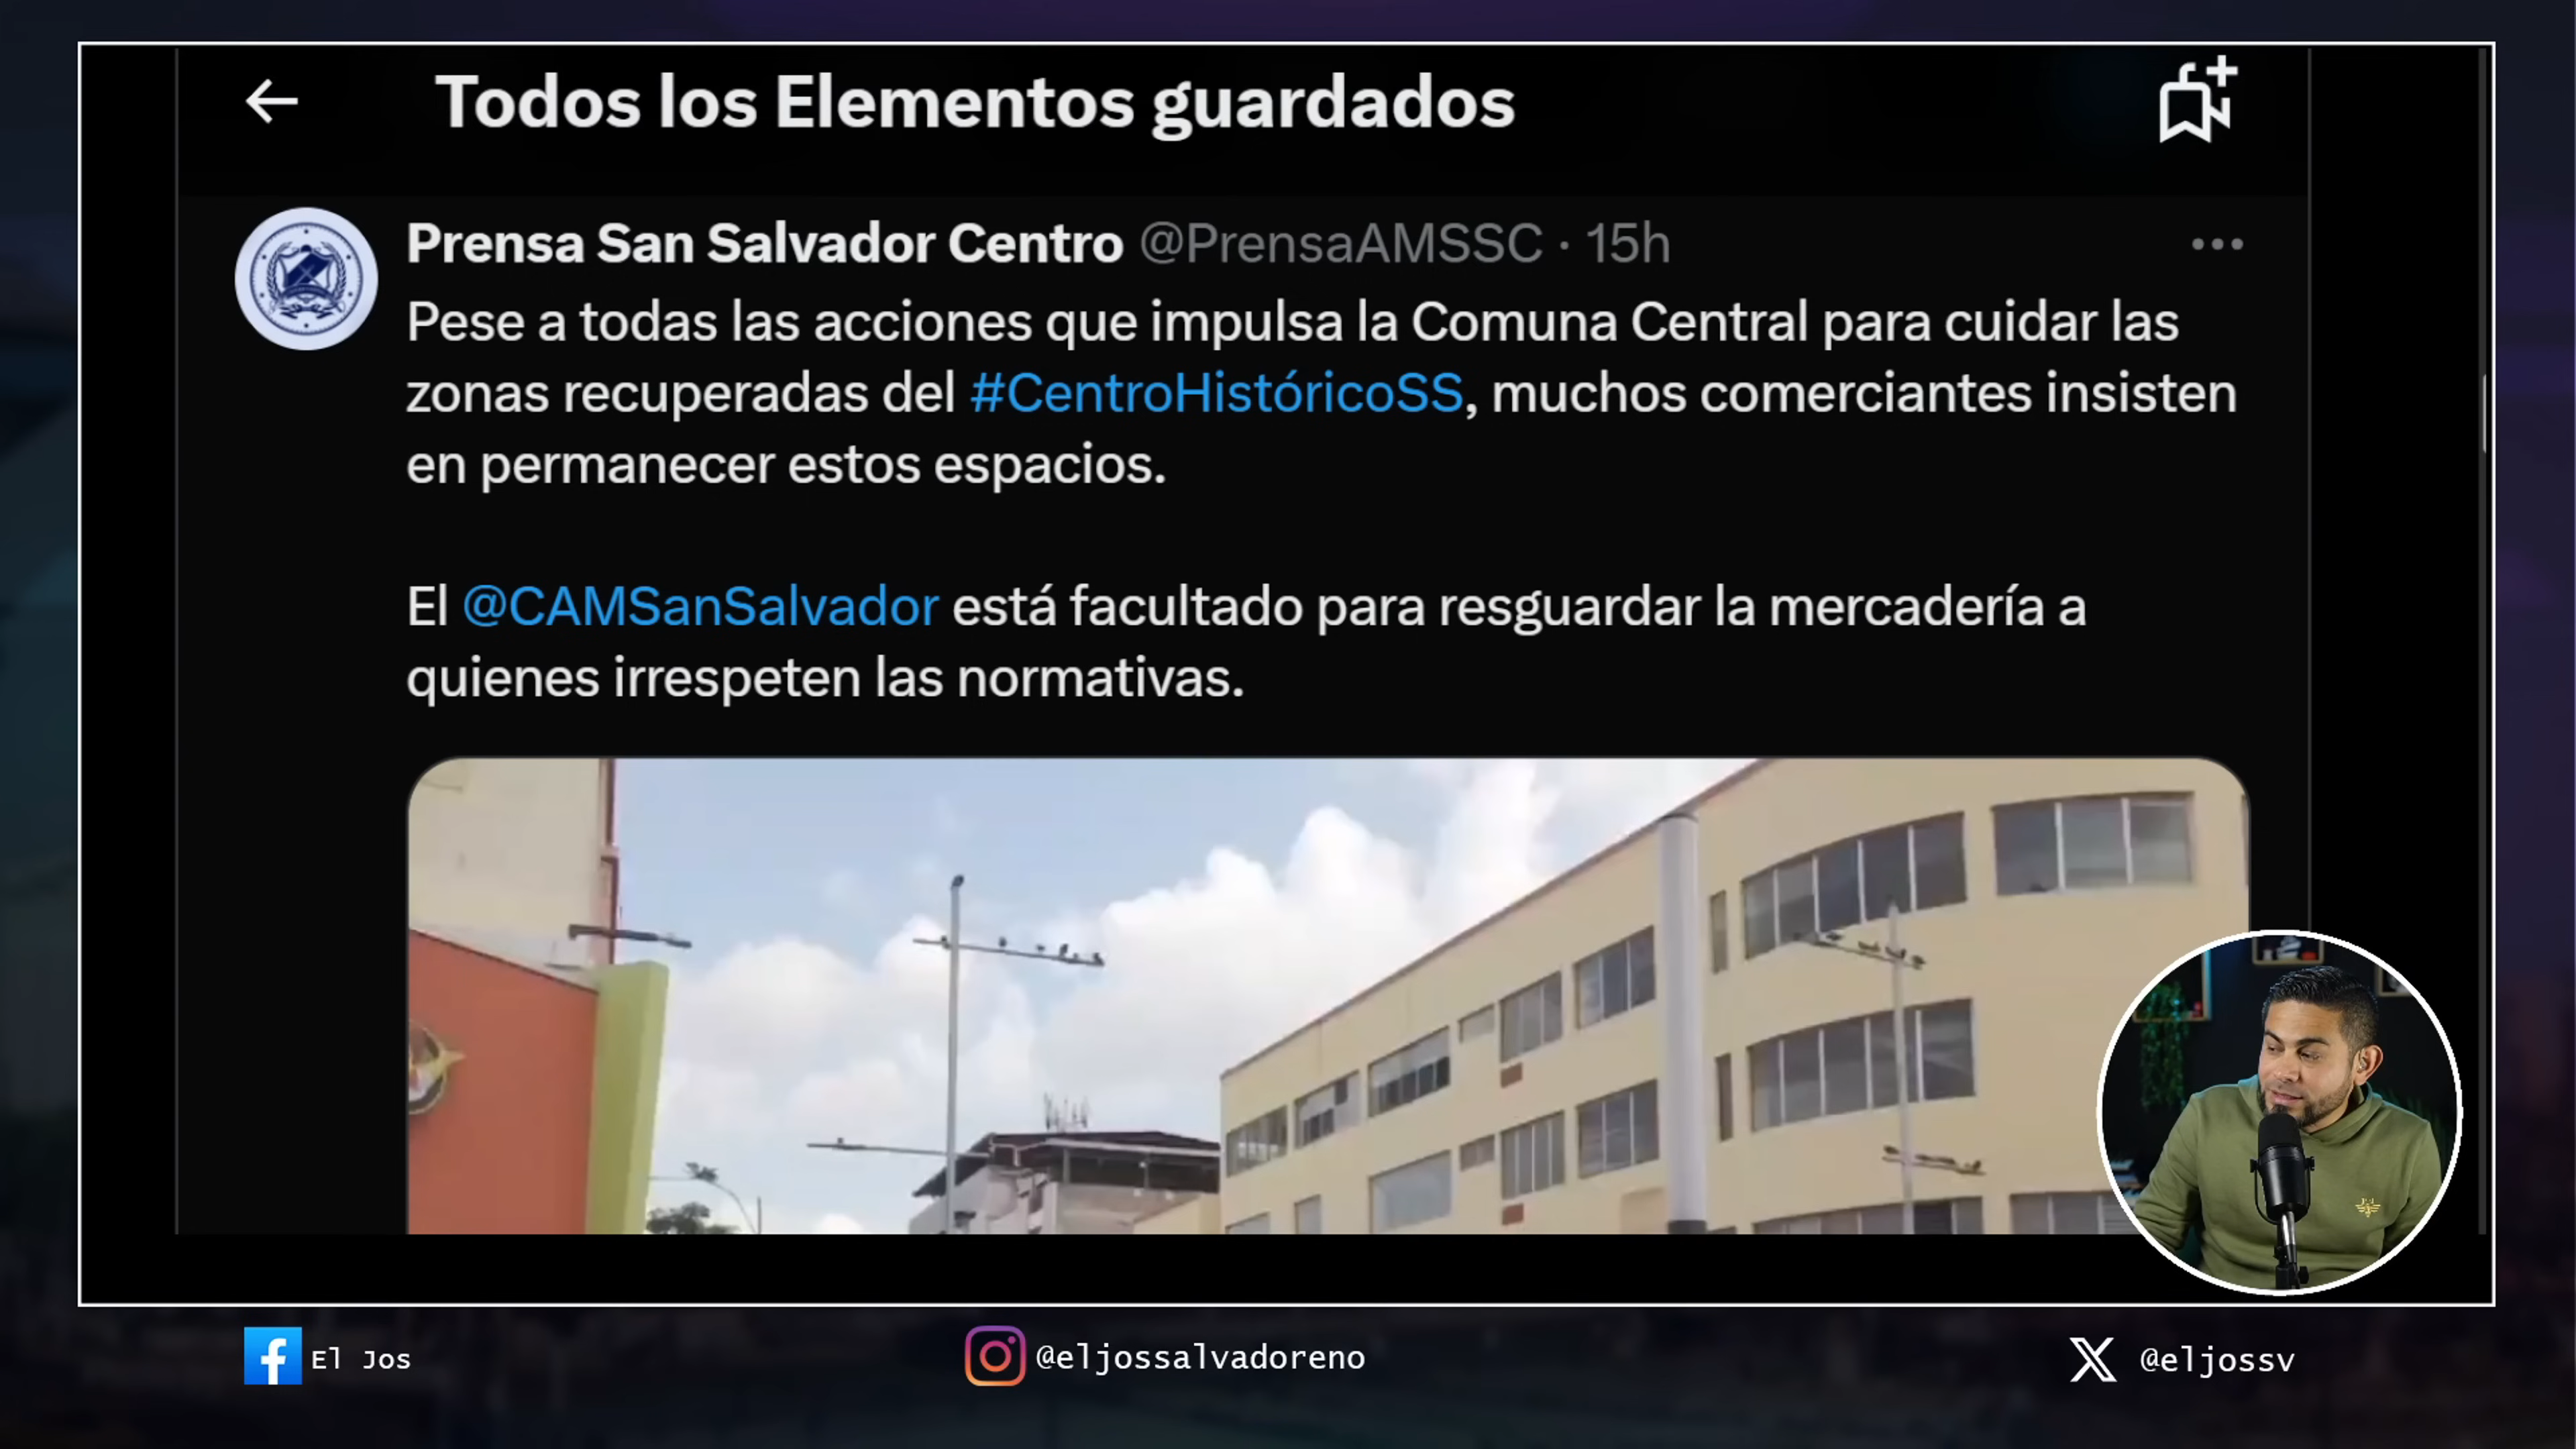 Todos los Elementos guardados
Prensa San Salvador Centro @PrensaAMSSC · 15h
Pese a todas las acciones que impulsa la Comuna Central para cuidar las
zonas recuperadas del #CentroHistóricoSS, muchos comerciantes insisten
en permanecer estos espacios.
El @CAMSanSalvador está facultado para resguardar la mercadería a
quienes irrespeten las normativas.
El Jos
@eljossalvadoreno
@eljossv